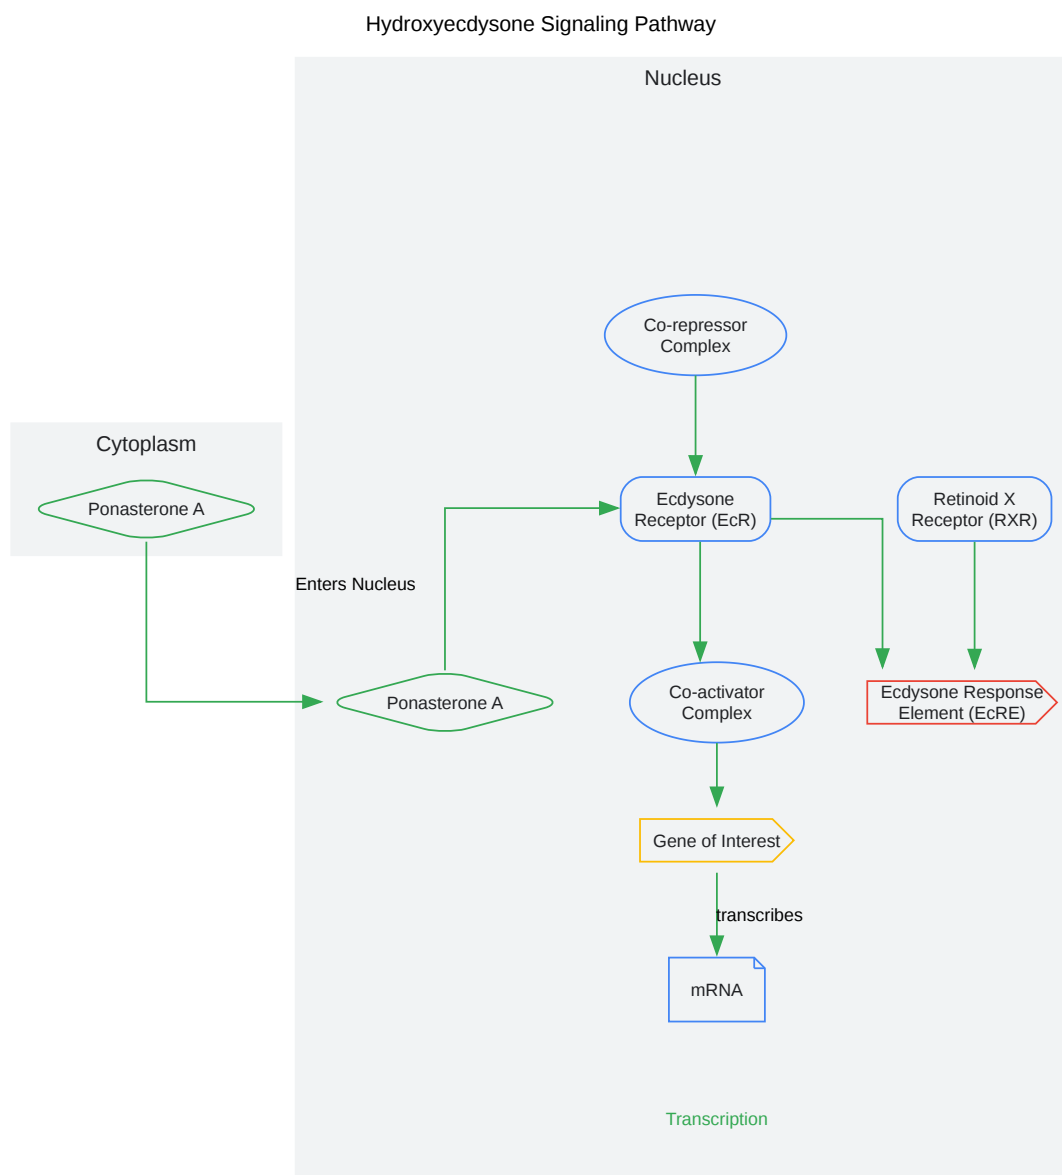 Hydroxyecdysone Signaling Pathway
Nucleus
Co-repressor
Complex
Cytoplasm
Ponasterone A
Ecdysone
Receptor (EcR)
Retinoid X
Receptor (RXR)
Enters Nucleus
Ponasterone A
Co-activator
Complex
Ecdysone Response
Element (EcRE)
Gene of Interest
transcribes
mRNA
Transcription